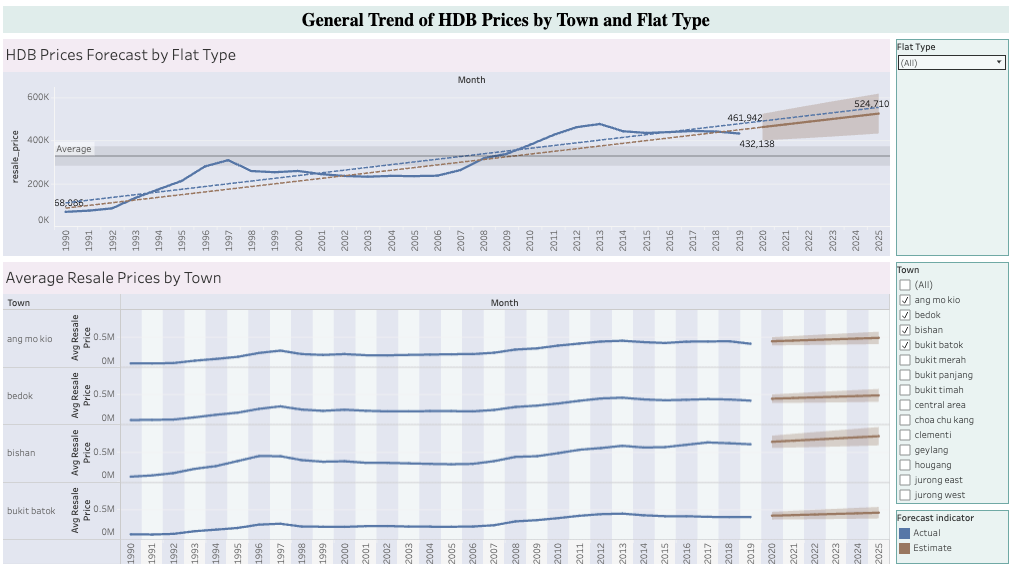 General Trend of HDB Prices by Town and Flat Type
HDB Prices Forecast by Flat Type
Month
resale_price
600K
400K
200K
0K
Average
68,086
461,942
432,138
524,710
1990 1991 1992 1993 1994 1995 1996 1997 1998 1999 2000 2001 2002 2003 2004 2005 2006 2007 2008 2009 2010 2011 2012 2013 2014 2015 2016 2017 2018 2019 2020 2021 2022 2023 2024 2025
Flat Type
(All)
Average Resale Prices by Town
Town
Month
ang mo kio
Avg Resale
Price
0.5M
0M
bedok
Avg Resale
Price
0.5M
0M
bishan
Avg Resale
Price
0.5M
0M
bukit batok
Avg Resale
Price
0.5M
0M
1990 1991 1992 1993 1994 1995 1996 1997 1998 1999 2000 2001 2002 2003 2004 2005 2006 2007 2008 2009 2010 2011 2012 2013 2014 2015 2016 2017 2018 2019 2020 2021 2022 2023 2024 2025
Town
(All)
ang mo kio
bedok
bishan
bukit batok
bukit merah
bukit panjang
bukit timah
central area
choa chu kang
clementi
geylang
hougang
jurong east
jurong west
Forecast indicator
Actual
Estimate